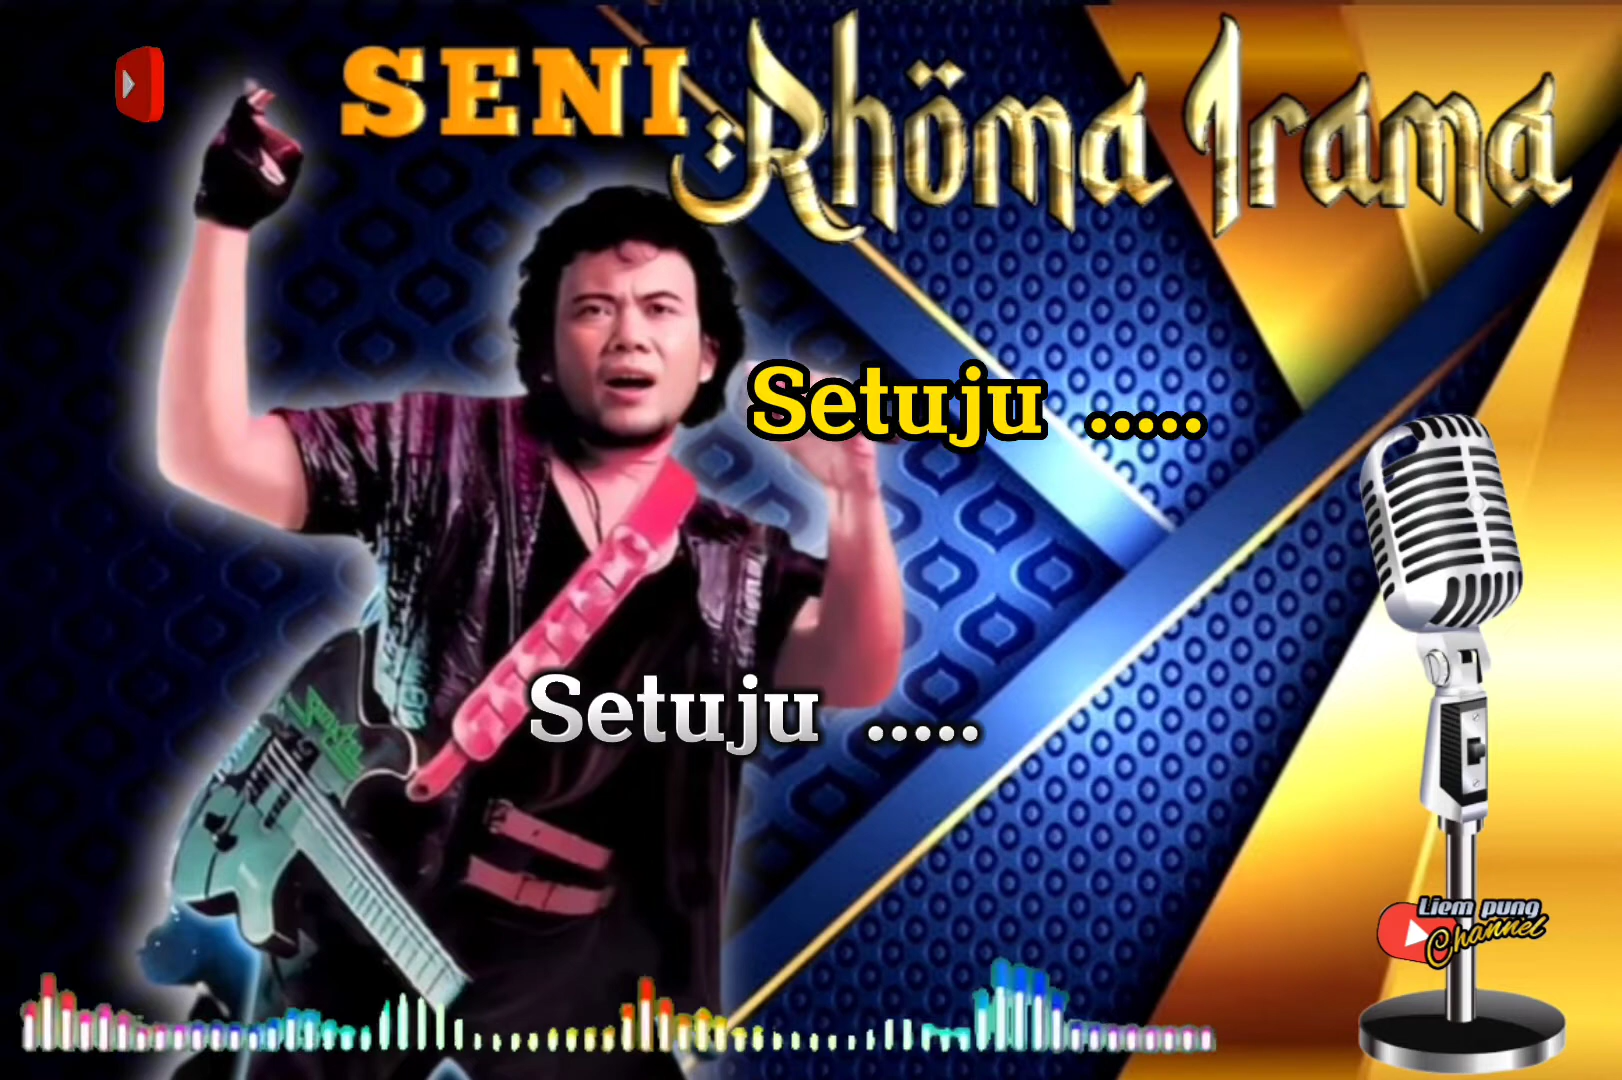 SENI Rhöma Irama
Setuju .....
Setuju .....
Liem pung
Channel